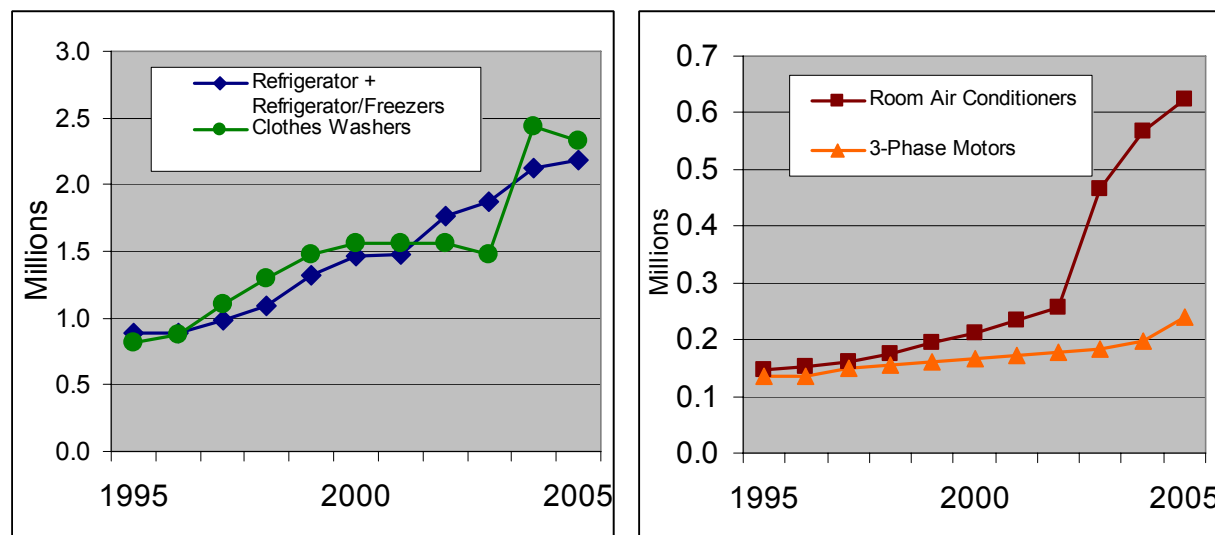 3.0
2.5
2.0
1.5
1.0
0.5
0.0
Millions
Refrigerator +
Refrigerator/Freezers
Clothes Washers
1995 2000 2005
0.7
0.6
0.5
0.4
0.3
0.2
0.1
0.0
Millions
Room Air Conditioners
3-Phase Motors
1995 2000 2005